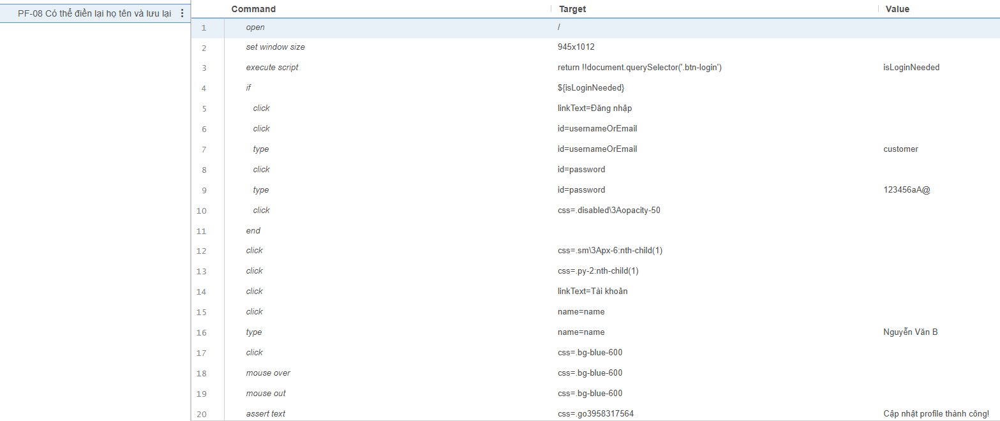 PF-08 Có thể điền lại họ tên và lưu lại
Command Target Value
1 open /
2 set window size 945x1012
3 execute script return !!document.querySelector('.btn-login') isLoginNeeded
4 if ${isLoginNeeded}
5 click linkText=Đăng nhập
6 click id=usernameOrEmail
7 type id=usernameOrEmail customer
8 click id=password
9 type id=password 123456aA@
10 click css=.disabled\3Aopacity-50
11 end
12 click css=.sm\3Apx-6:nth-child(1)
13 click css=.py-2:nth-child(1)
14 click linkText=Tài khoản
15 click name=name
16 type name=name Nguyễn Văn B
17 click css=.bg-blue-600
18 mouse over css=.bg-blue-600
19 mouse out css=.bg-blue-600
20 assert text css=.go3958317564 Cập nhật profile thành công!